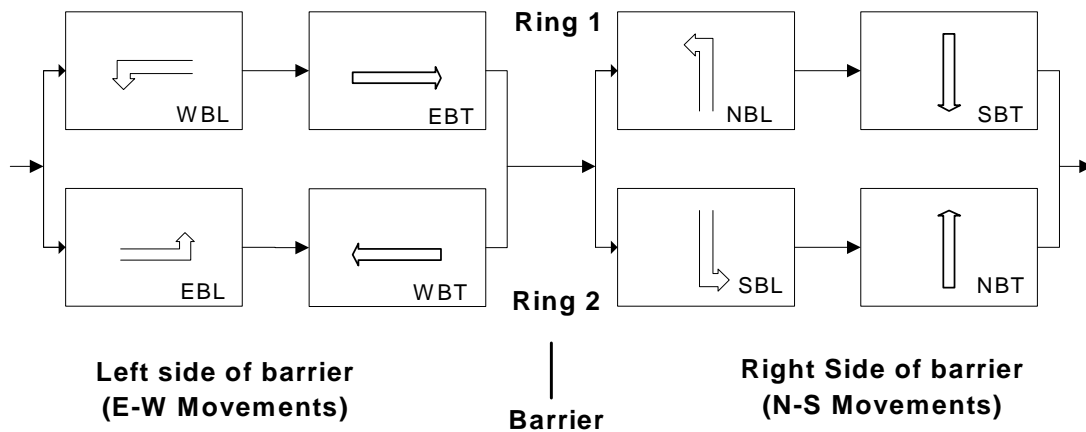 Ring 1
WBL
EBT
NBL
SBT
EBL
WBT
SBL
NBT
Ring 2
Left side of barrier
(E-W Movements)
Barrier
Right Side of barrier
(N-S Movements)